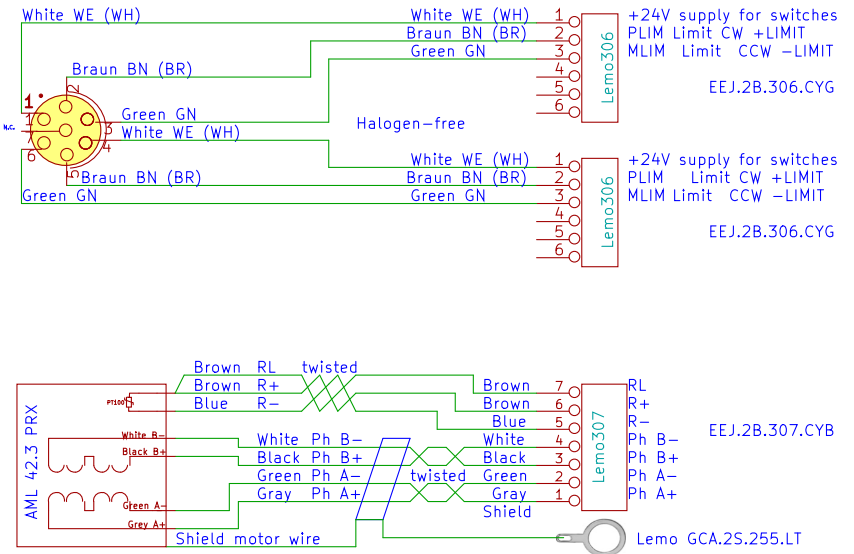 White WE (WH) White WE (WH) 1 +24V supply for switches
Braun BN (BR) 2 PLIM Limit CW +LIMIT
Green GN 3 MLIM Limit CCW −LIMIT
Braun BN (BR) 4
5 EEJ.2B.306.CYG
6
Lemo306
1
2
1 Green GN
N.C. 3 Halogen-free
7 White WE (WH)
6 4
5
White WE (WH) 1 +24V supply for switches
Braun BN (BR) Braun BN (BR) 2 PLIM Limit CW +LIMIT
Green GN Green GN 3 MLIM Limit CCW −LIMIT
4
5 EEJ.2B.306.CYG
6
Lemo306
Brown RL twisted
Brown R+ Brown 7 RL
PT100 Blue R− Brown 6 R+
Blue 5 R−
White B− White Ph B− White 4 Ph B−
Black B+ Black Ph B+ Black 3 Ph B+
Green Ph A− twisted Green 2 Ph A−
Gray Ph A+ Gray 1 Ph A+
Green A− Shield
Grey A+
Shield motor wire
AML 42.3 PRX
Lemo307
EEJ.2B.307.CYB
Lemo GCA.2S.255.LT